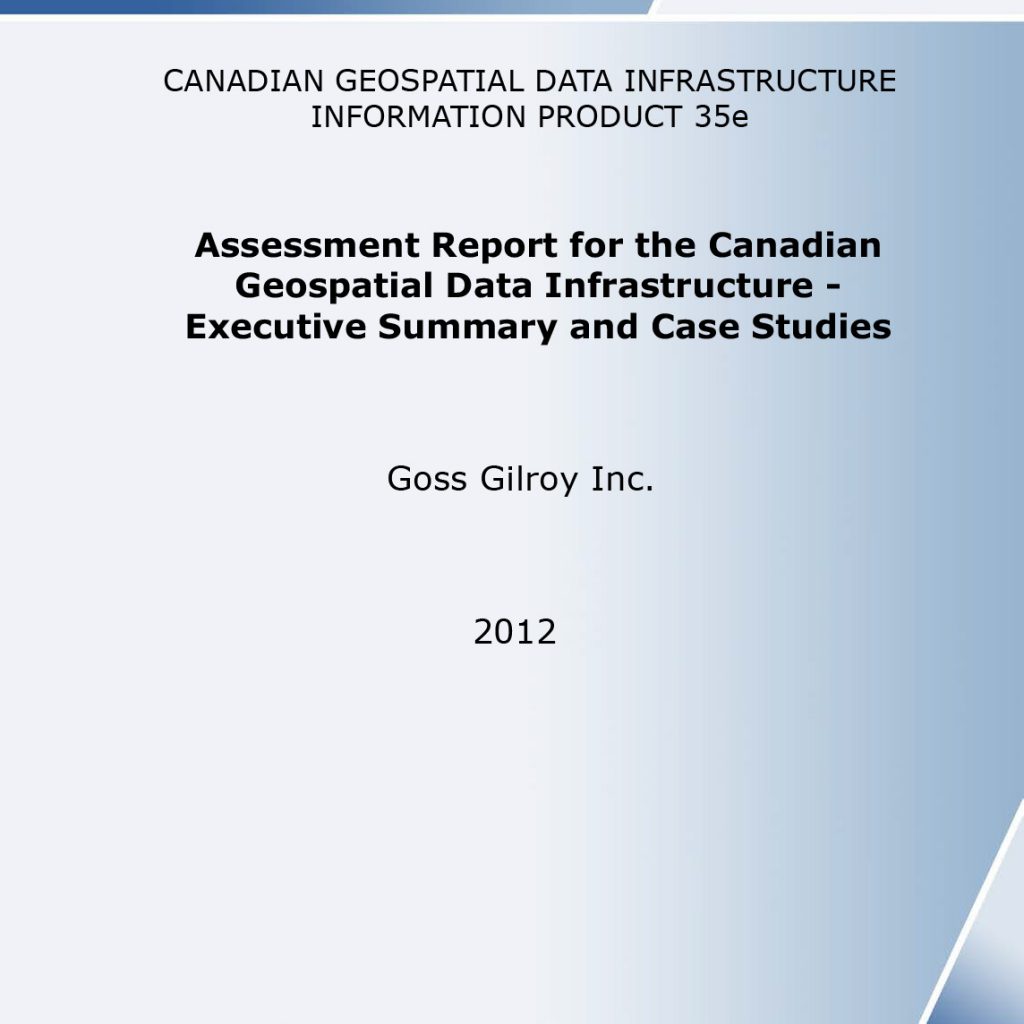 CANADIAN GEOSPATIAL DATA INFRASTRUCTURE
INFORMATION PRODUCT 35e
Assessment Report for the Canadian
Geospatial Data Infrastructure -
Executive Summary and Case Studies
Goss Gilroy Inc.
2012